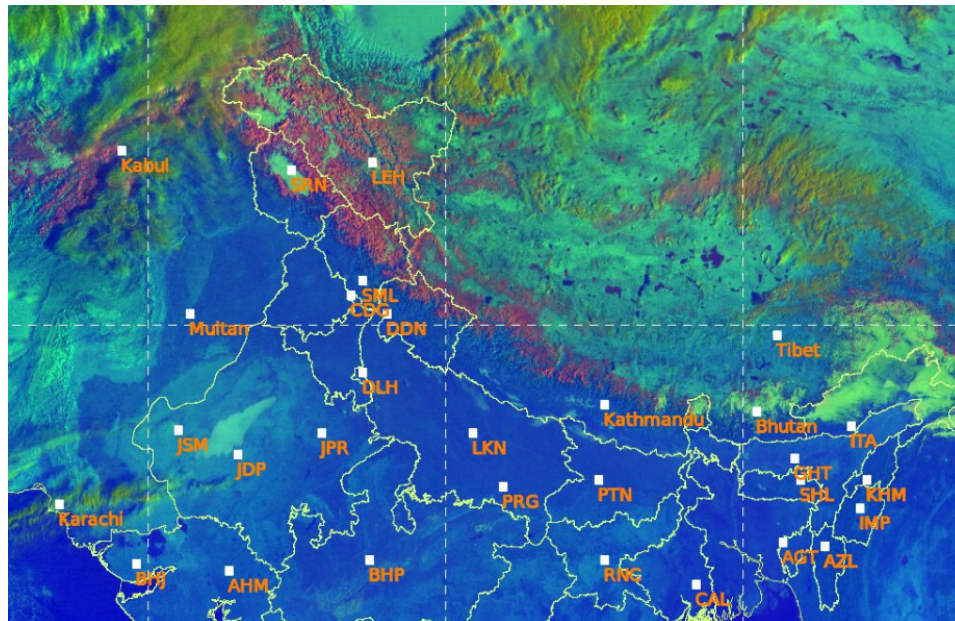 Kabul
SRN
LEH
SML
CDG
Multan
DDN
Tibet
DLH
Kathmandu
Bhutan
JSM
JPR
LKN
ITA
JDP
GHT
PRG
PTN
SHL
KHM
Karachi
IMP
BHJ
AHM
BHP
RNC
AGT
AZL
CAL